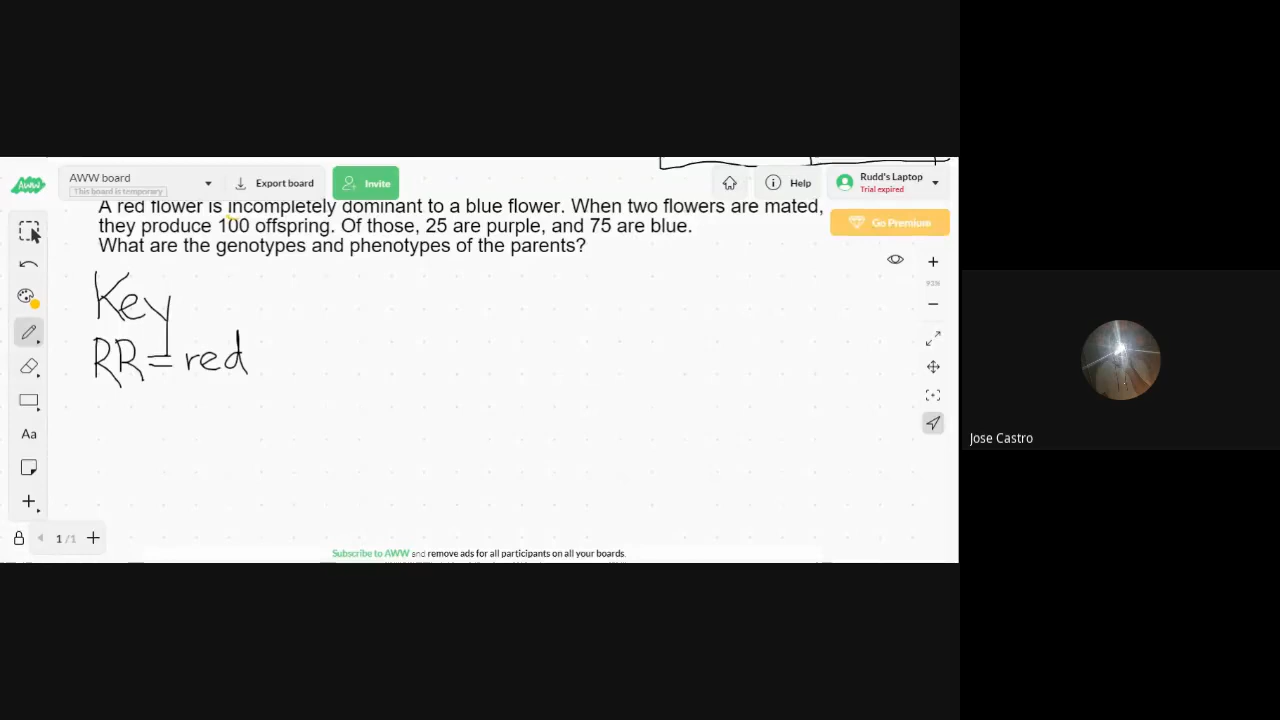 AWW board
This board is temporary
Export board
Invite
Help
Rudd's Laptop
Trial expired
AWW
A red flower is incompletely dominant to a blue flower. When two flowers are mated,
they produce 100 offspring. Of those, 25 are purple, and 75 are blue.
What are the genotypes and phenotypes of the parents?
Go Premium
92%
Key
RR = red
Aa
Jose Castro
1 / 1
Subscribe to AWW and remove ads for all participants on all your boards.